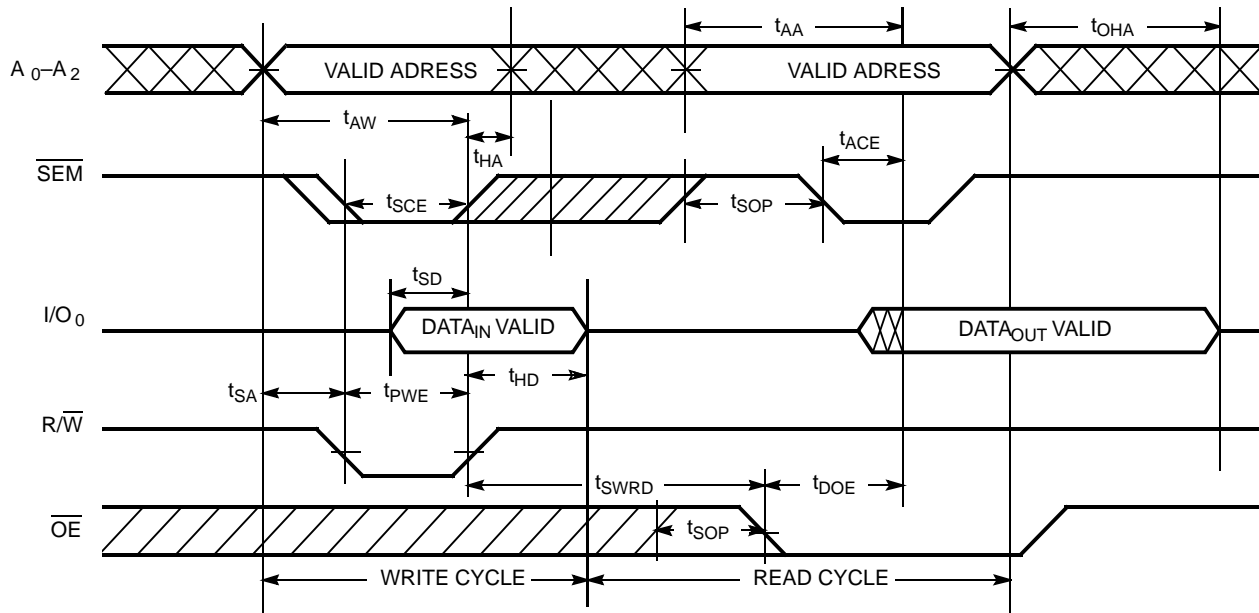 tAA
tOHA
A0–A2
VALID ADRESS
VALID ADRESS
tAW
tHA
tACE
SEM
tSCE
tSOP
tSD
I/O0
DATAIN VALID
DATAOUT VALID
tSA
tPWE
tHD
R/W
tSWRD
tDOE
OE
tSOP
WRITE CYCLE
READ CYCLE